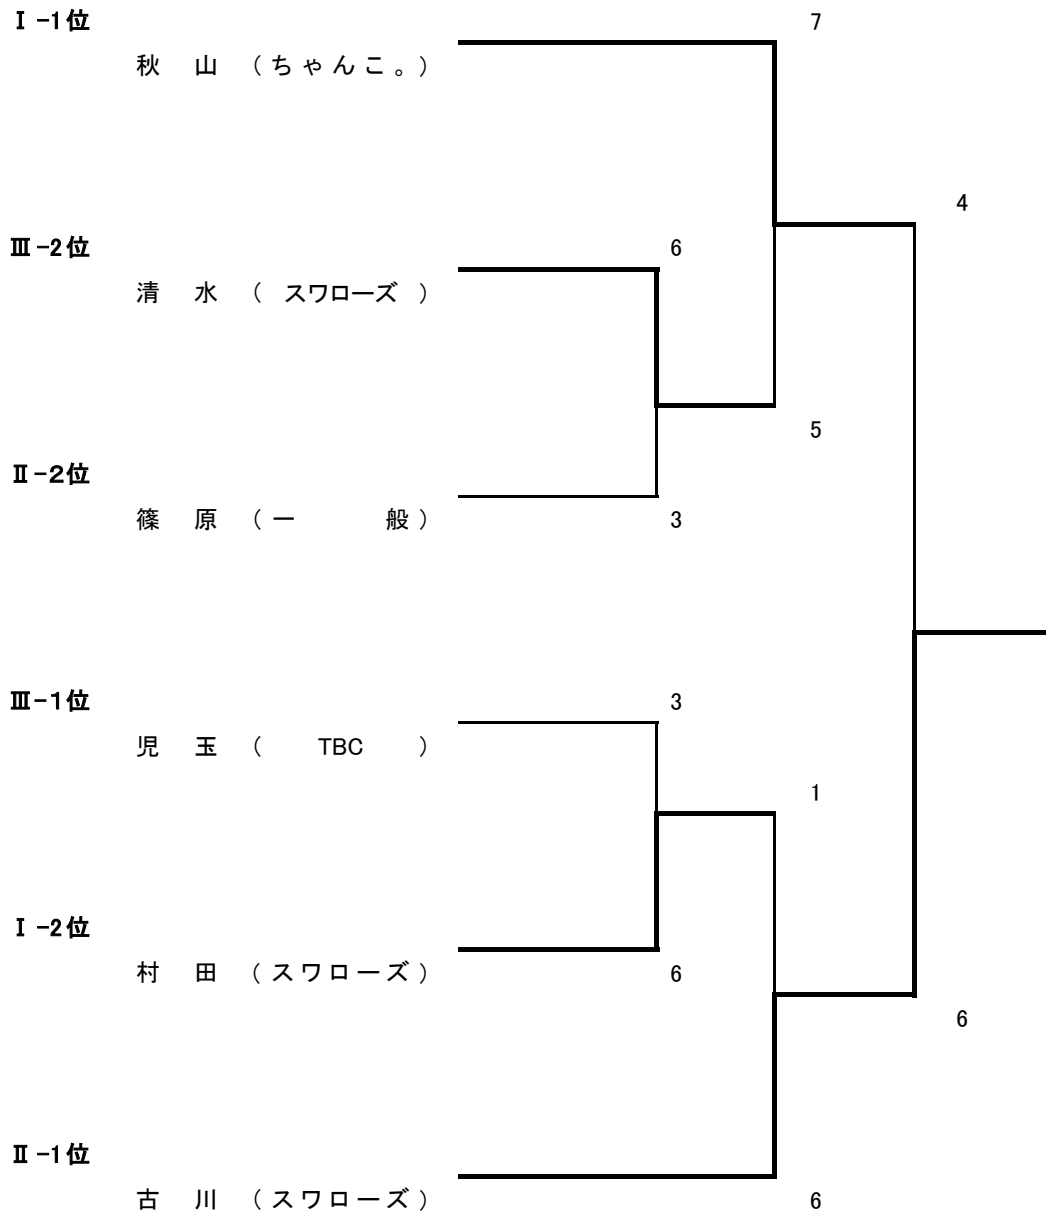 Ⅰ-1位
7
秋 山 (ちゃんこ。)
4
Ⅲ-2位
6
清 水 ( スワローズ )
5
Ⅱ-2位
篠 原 (一 般)
3
Ⅲ-1位
3
児 玉 ( TBC )
1
Ⅰ-2位
村 田 (スワローズ)
6
6
Ⅱ-1位
古 川 (スワローズ)
6